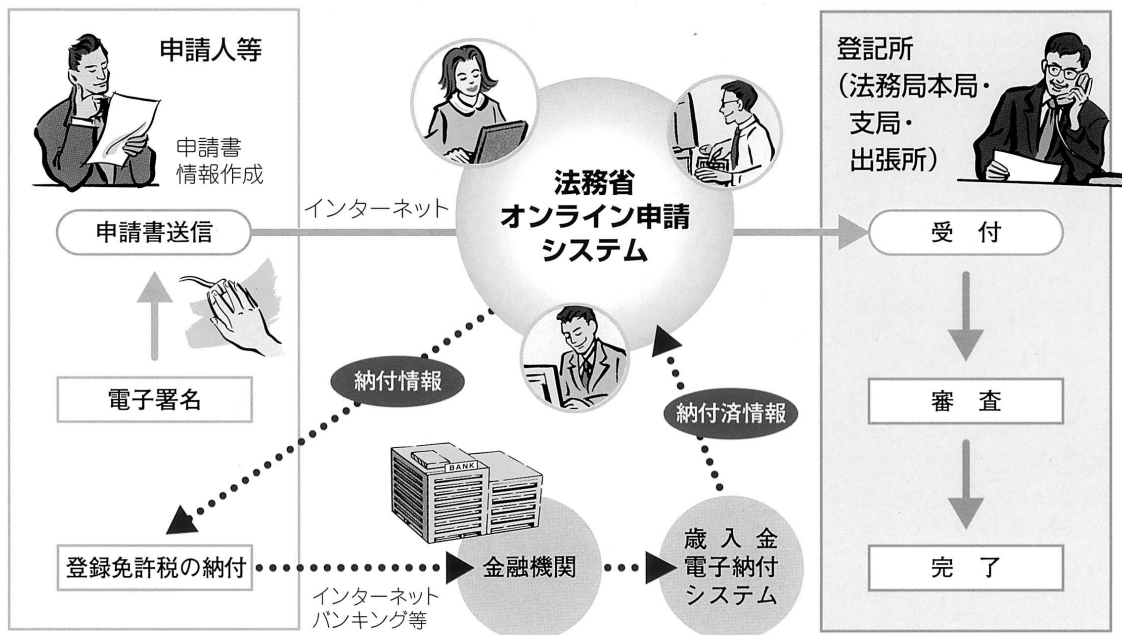 申請人等
申請書
情報作成
申請書送信
電子署名
登録免許税の納付
インターネット
法務省
オンライン申請
システム
納付情報
納付済情報
BANK
金融機関
インターネット
バンキング等
歳入金
電子納付
システム
登記所
（法務局本局・
支局・
出張所）
受　付
審　査
完　了